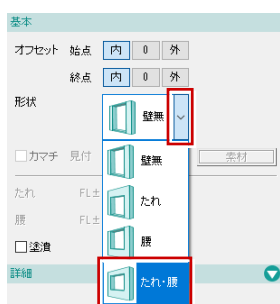 基本
オフセット 始点 内 0 外
終点 内 0 外
形状 壁無
カマチ 見付 壁無 素材
たれ FL± たれ
腰 FL± 腰
塗潰 たれ・腰
詳細